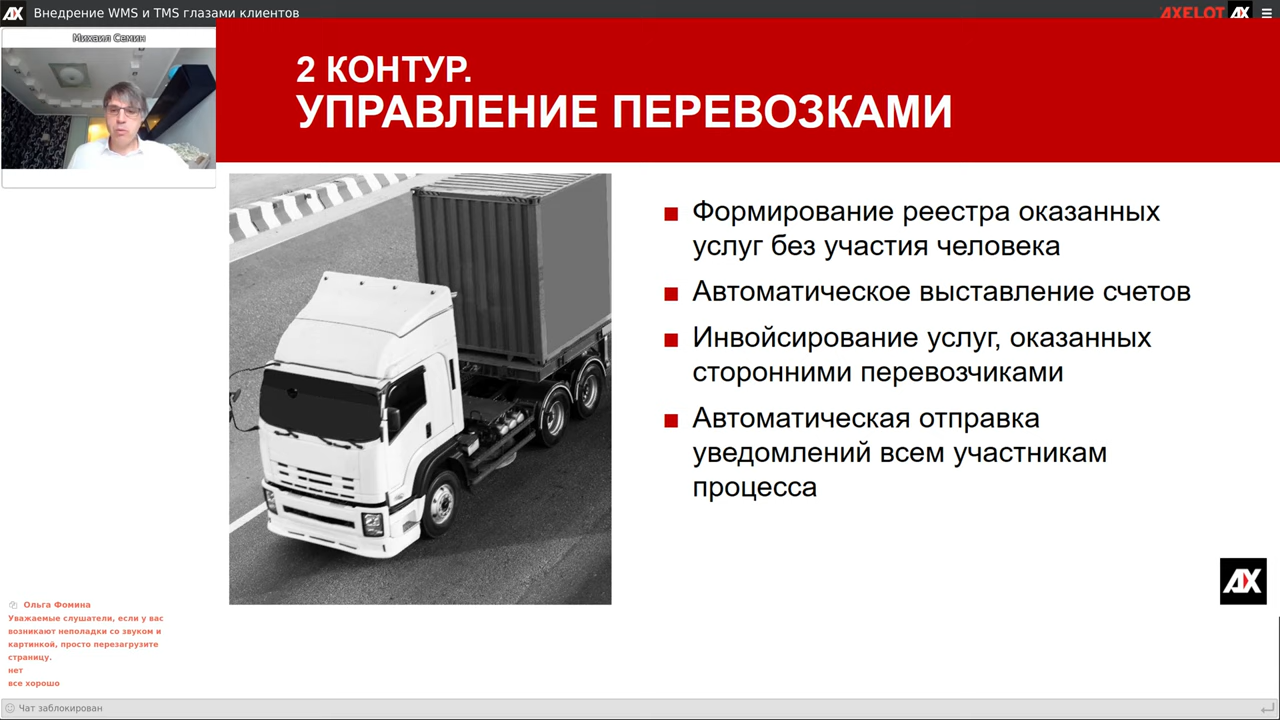 Внедрение WMS и TMS глазами клиентов
AXELOT AX
Михаил Семин
2 КОНТУР.
УПРАВЛЕНИЕ ПЕРЕВОЗКАМИ
Формирование реестра оказанных
услуг без участия человека
Автоматическое выставление счетов
Инвойсирование услуг, оказанных
сторонними перевозчиками
Автоматическая отправка
уведомлений всем участникам
процесса
AX
Ольга Фомина
Уважаемые слушатели, если у вас
возникают неполадки со звуком и
картинкой, просто перезагрузите
страницу.
нет
все хорошо
Чат заблокирован